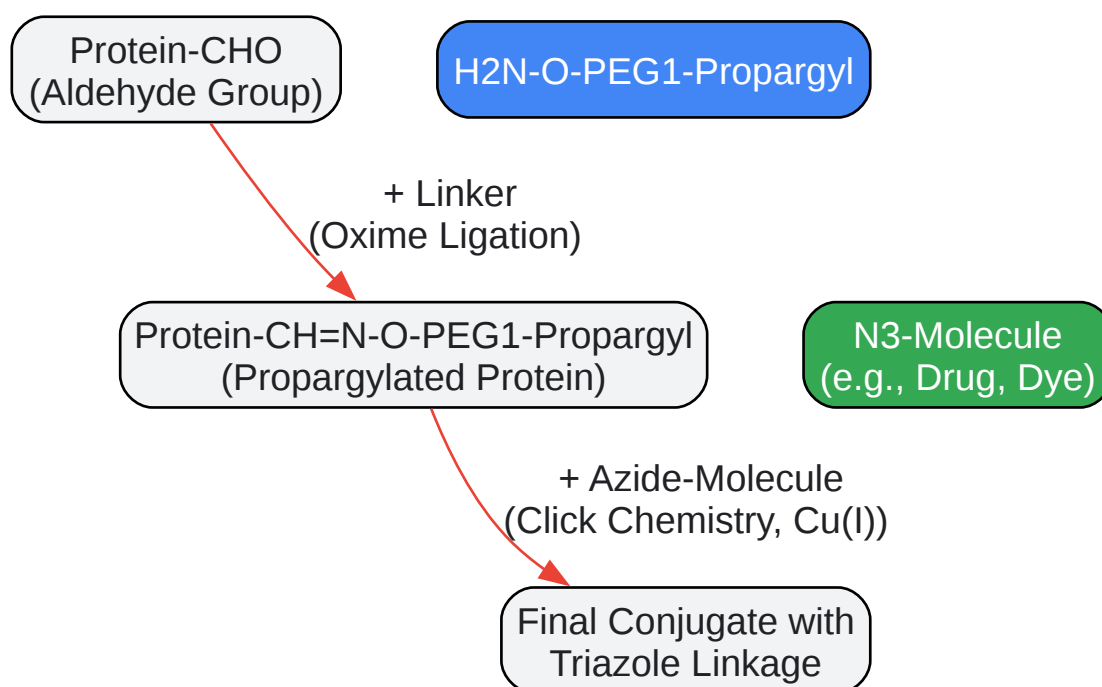 Protein-CHO
(Aldehyde Group)
H2N-O-PEG1-Propargyl
+ Linker
(Oxime Ligation)
Protein-CH=N-O-PEG1-Propargyl
(Propargylated Protein)
N3-Molecule
(e.g., Drug, Dye)
+ Azide-Molecule
(Click Chemistry, Cu(I))
Final Conjugate with
Triazole Linkage